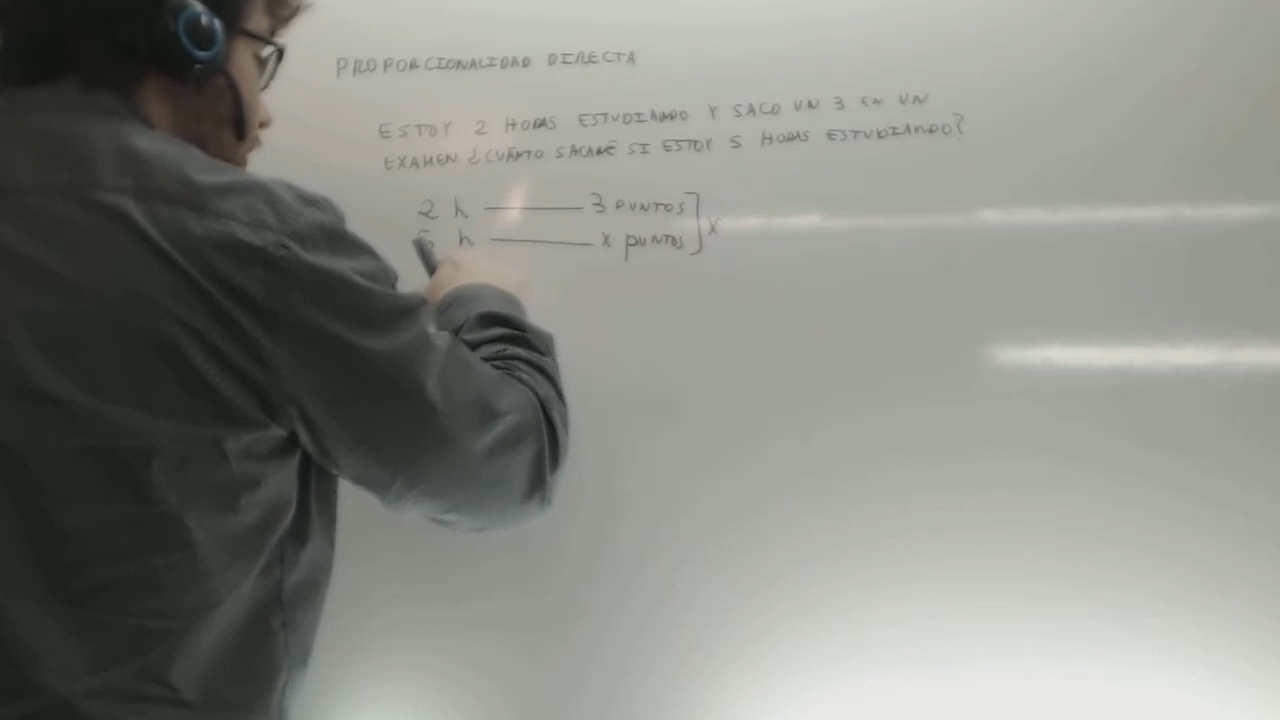 PROPORCIONALIDAD DIRECTA
ESTOY 2 HORAS ESTUDIANDO Y SACO UN 3 EN UN
EXAMEN ¿CUÁNTO SACARÉ SI ESTOY 5 HORAS ESTUDIANDO?
2 h — 3 PUNTOS
5 h — x PUNTOS
x